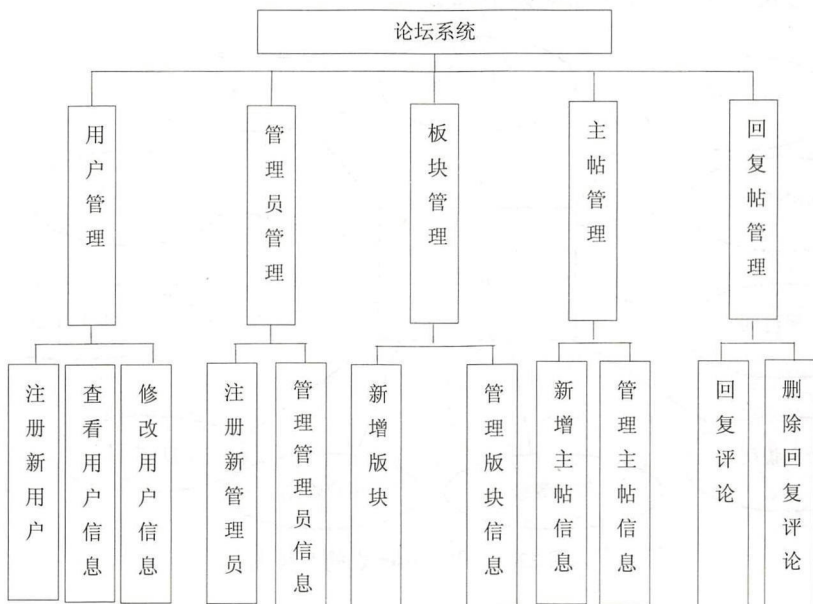 论坛系统
用户管理
管理员管理
板块管理
主帖管理
回复帖管理
注册新用户
查看用户信息
修改用户信息
注册新管理员
管理管理员信息
新增版块
管理版块信息
新增主帖信息
管理主帖信息
回复评论
删除回复评论